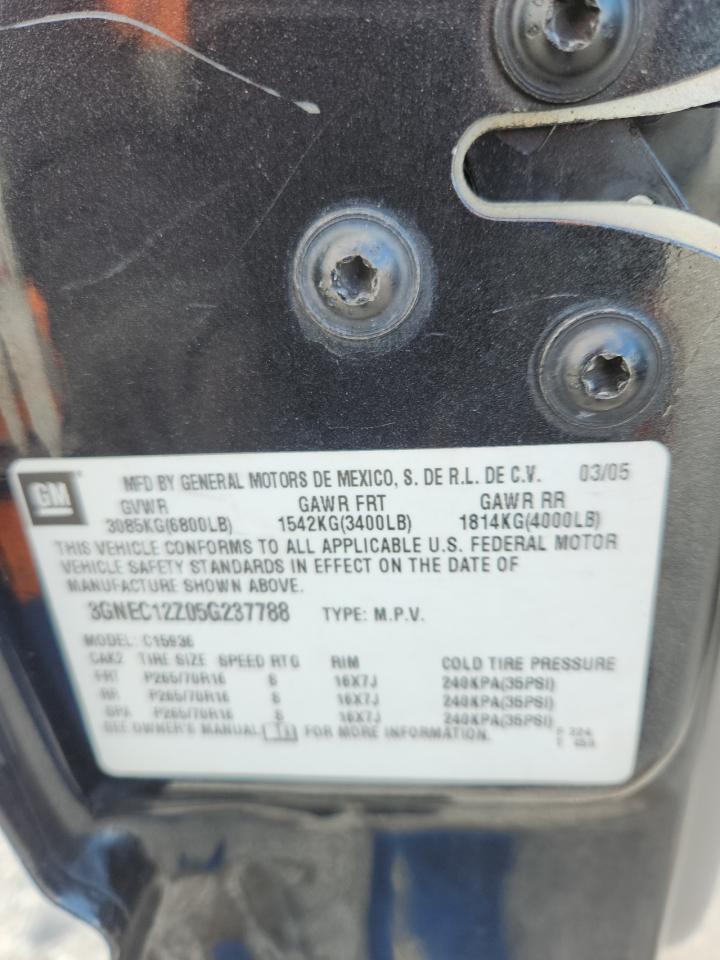 GM
MFD BY GENERAL MOTORS DE MEXICO, S. DE R.L. DE C.V. 03/05
GVWR GAWR FRT GAWR RR
3085KG(6800LB) 1542KG(3400LB) 1814KG(4000LB)
THIS VEHICLE CONFORMS TO ALL APPLICABLE U.S. FEDERAL MOTOR
VEHICLE SAFETY STANDARDS IN EFFECT ON THE DATE OF
MANUFACTURE SHOWN ABOVE.
3GNEC12Z05G237788 TYPE: M.P.V.
MODEL: C15936
TIRE SIZE SPEED RTG RIM COLD TIRE PRESSURE
FRT P265/70R16 S 16X7J 240KPA(35PSI)
RR P265/70R16 S 16X7J 240KPA(35PSI)
SPA P265/70R16 S 16X7J 240KPA(35PSI)
SEE OWNER'S MANUAL FOR MORE INFORMATION.